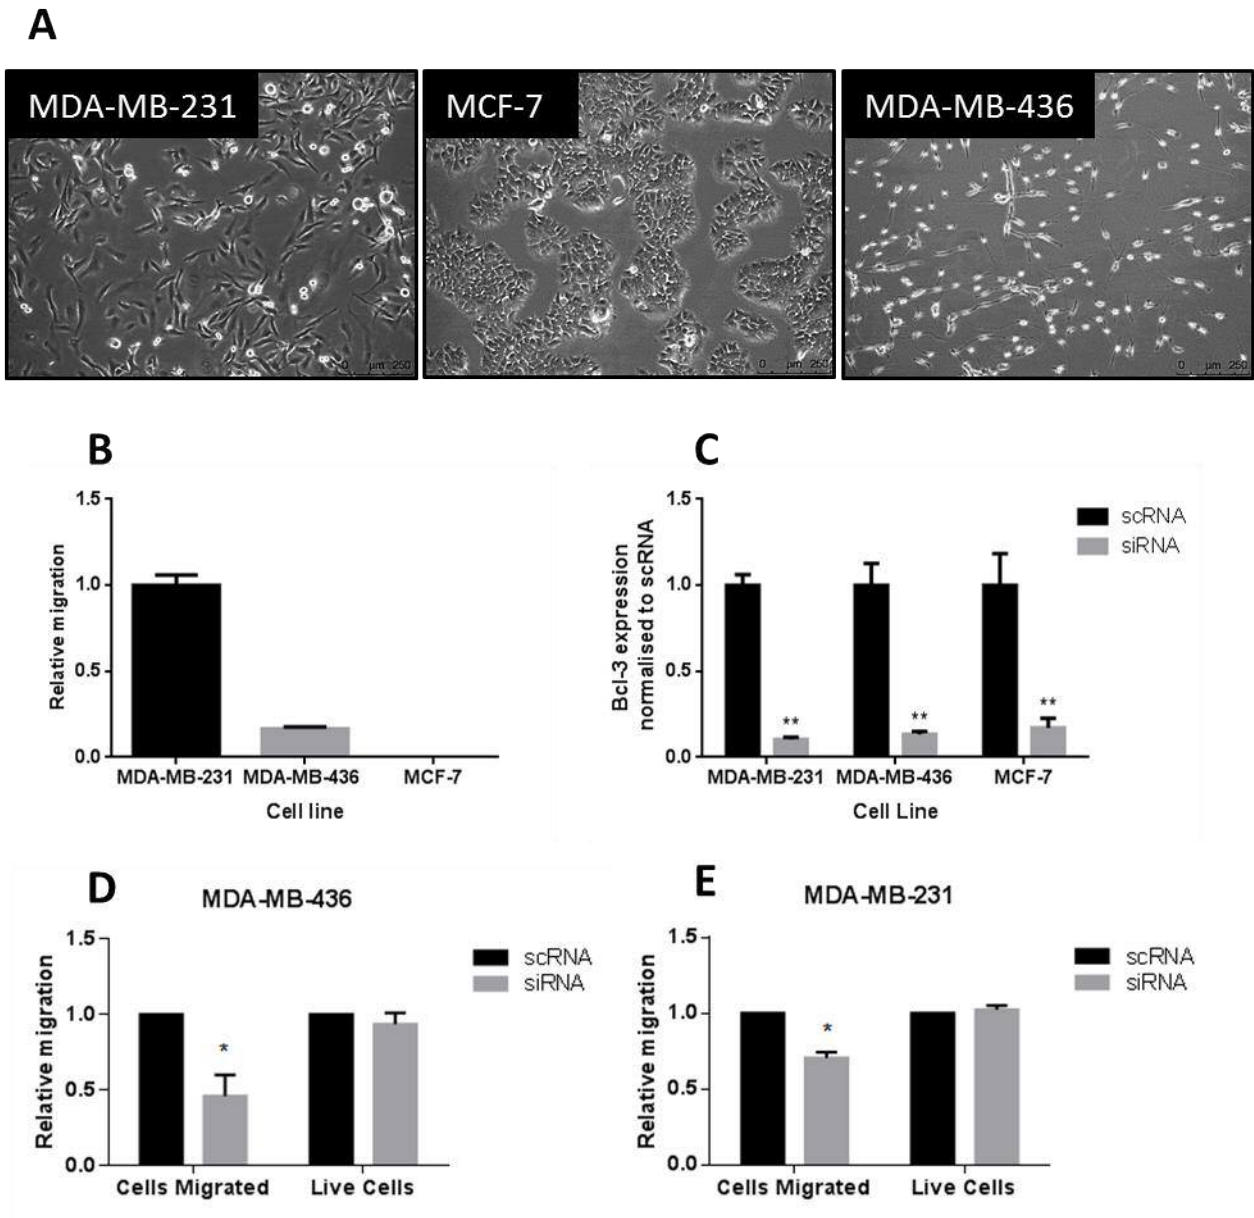 A
MDA-MB-231
MCF-7
MDA-MB-436
0 µm 250
0 µm 250
0 µm 250
B
1.5
1.0
0.5
0.0
Relative migration
MDA-MB-231
MDA-MB-436
MCF-7
Cell line
C
1.5
1.0
0.5
0.0
Bcl-3 expression
normalised to scRNA
scRNA
siRNA
**
**
**
MDA-MB-231
MDA-MB-436
MCF-7
Cell Line
D
MDA-MB-436
1.5
1.0
0.5
0.0
Relative migration
scRNA
siRNA
*
Cells Migrated
Live Cells
E
MDA-MB-231
1.5
1.0
0.5
0.0
Relative migration
scRNA
siRNA
*
Cells Migrated
Live Cells